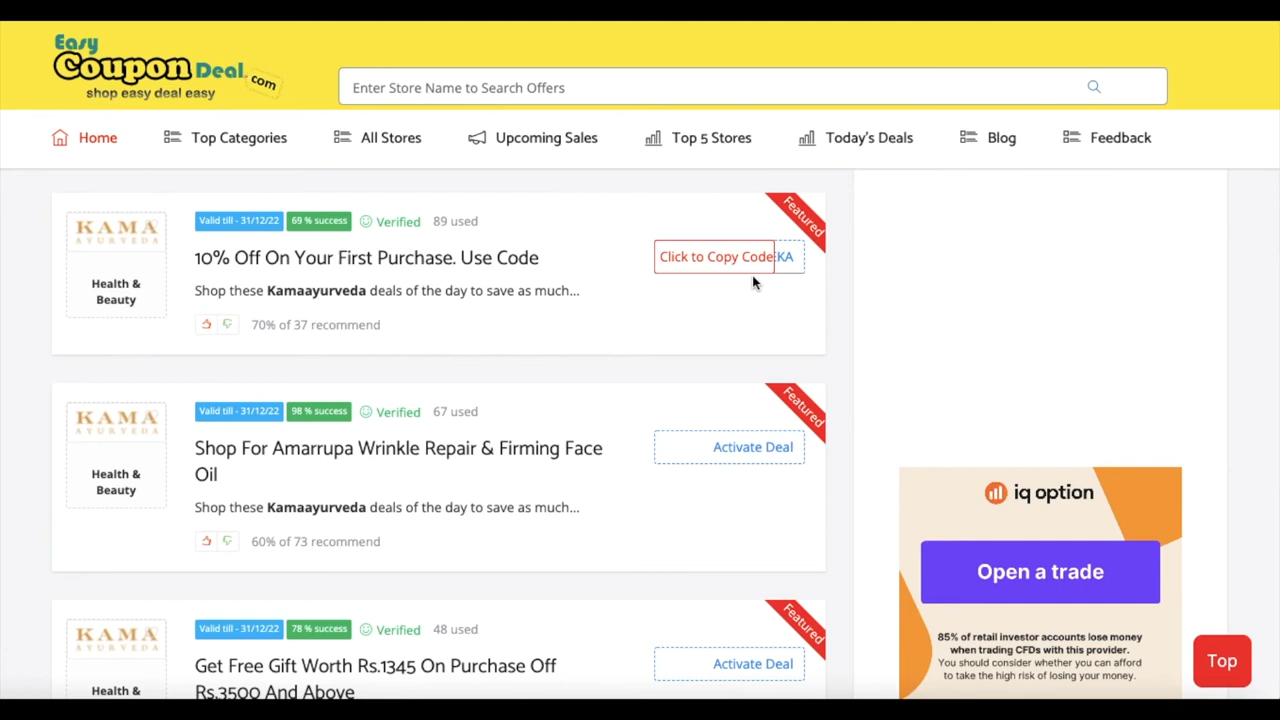 Easy
Coupon Deal.com
shop easy deal easy
Enter Store Name to Search Offers
Home
Top Categories
All Stores
Upcoming Sales
Top 5 Stores
Today's Deals
Blog
Feedback
KAMA
AYURVEDA
Health &
Beauty
Valid till - 31/12/22
69 % success
Verified
89 used
10% Off On Your First Purchase. Use Code
Shop these Kamaayurveda deals of the day to save as much...
70% of 37 recommend
Click to Copy Code
KA
Featured
KAMA
AYURVEDA
Health &
Beauty
Valid till - 31/12/22
98 % success
Verified
67 used
Shop For Amarrupa Wrinkle Repair & Firming Face
Oil
Shop these Kamaayurveda deals of the day to save as much...
60% of 73 recommend
Activate Deal
Featured
KAMA
AYURVEDA
Health &
Valid till - 31/12/22
78 % success
Verified
48 used
Get Free Gift Worth Rs.1345 On Purchase Off
Rs.3500 And Above
Activate Deal
Featured
iq option
Open a trade
85% of retail investor accounts lose money
when trading CFDs with this provider.
You should consider whether you can afford
to take the high risk of losing your money.
Top